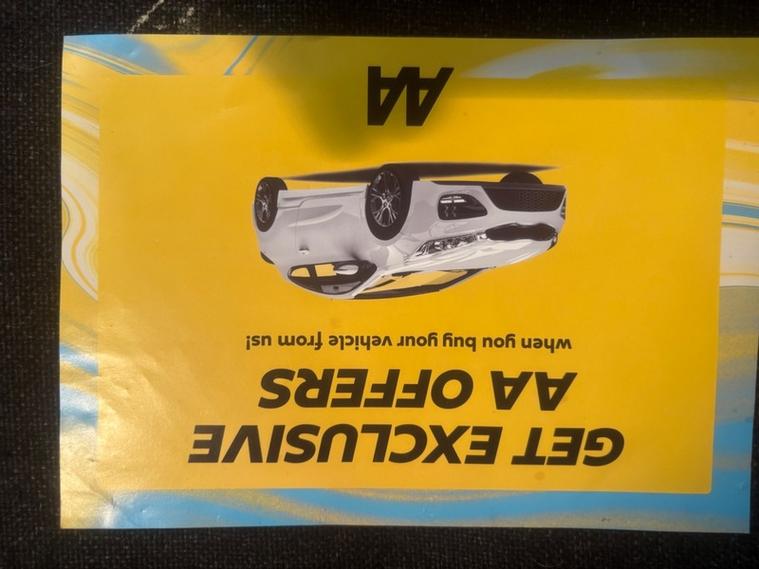 GET EXCLUSIVE
AA OFFERS
when you buy your vehicle from us!
AA